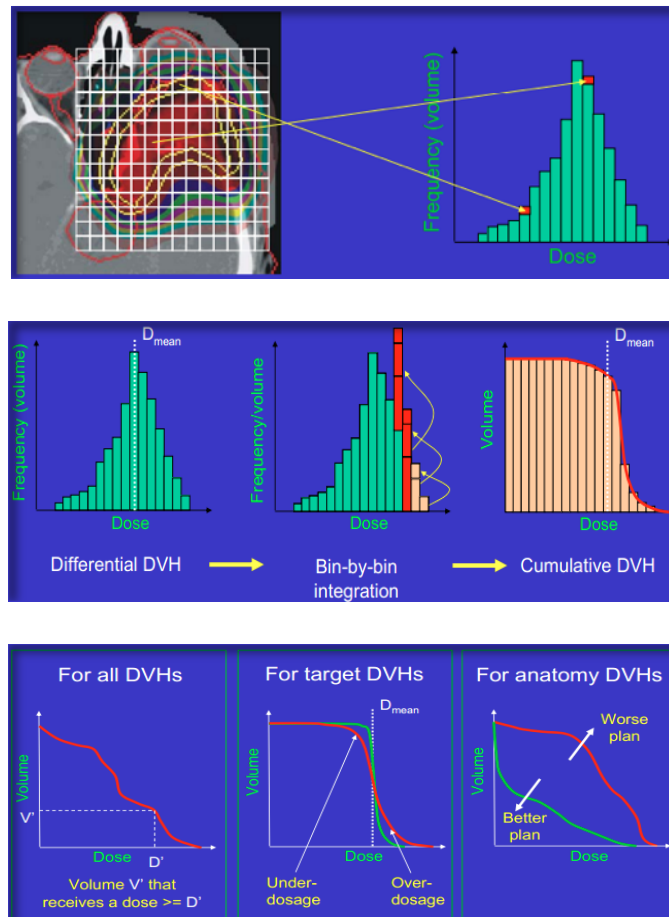 Frequency (volume)
Dose
D mean
Frequency (volume)
Dose
Frequency/volume
Dose
D mean
Volume
Dose
Differential DVH
Bin-by-bin
integration
Cumulative DVH
For all DVHs
Volume
V'
Dose
D'
Volume V' that
receives a dose >= D'
For target DVHs
D mean
Volume
Dose
Under-
dosage
Over-
dosage
For anatomy DVHs
Worse
plan
Volume
Better
plan
Dose